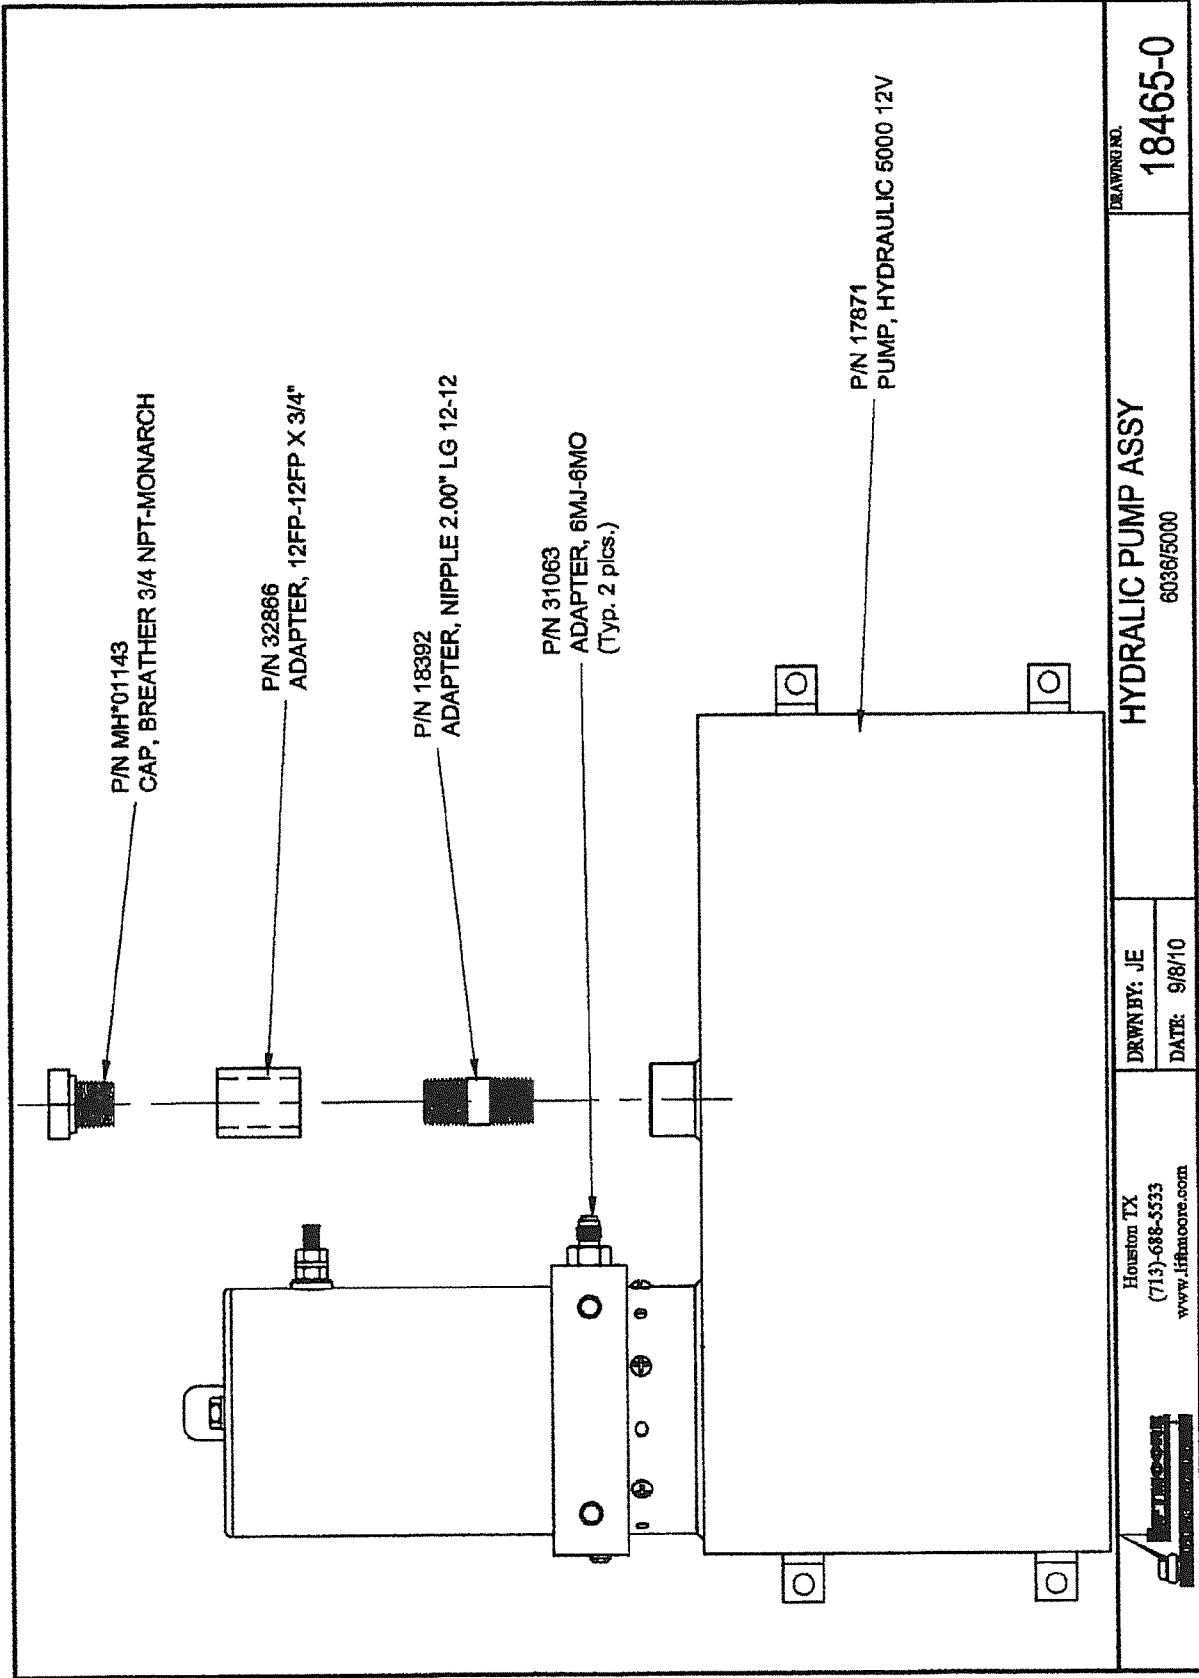 P/N MH*01143
CAP, BREATHER 3/4 NPT-MONARCH
P/N 32866
ADAPTER, 12FP-12FP X 3/4"
P/N 18392
ADAPTER, NIPPLE 2.00" LG 12-12
P/N 31063
ADAPTER, 6MJ-6MO
(Typ. 2 plcs.)
P/N 17871
PUMP, HYDRAULIC 5000 12V
Houston TX
(713)-688-5533
www.liftmoore.com
DRWN BY: JE
DATE: 9/8/10
HYDRALIC PUMP ASSY
6036/5000
DRAWING NO.
18465-0